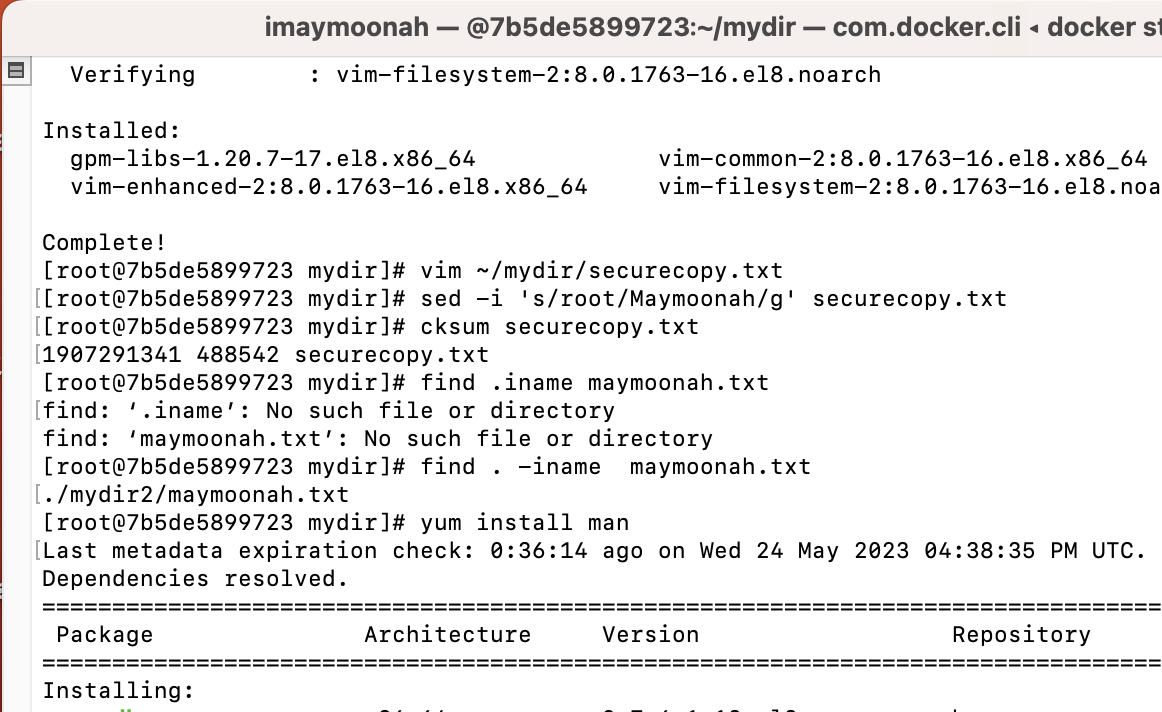 imaymoonah — @7b5de5899723:~/mydir — com.docker.cli ◂ docker st
Verifying : vim-filesystem-2:8.0.1763-16.el8.noarch
Installed:
gpm-libs-1.20.7-17.el8.x86_64 vim-common-2:8.0.1763-16.el8.x86_64
vim-enhanced-2:8.0.1763-16.el8.x86_64 vim-filesystem-2:8.0.1763-16.el8.noa
Complete!
[root@7b5de5899723 mydir]# vim ~/mydir/securecopy.txt
[[root@7b5de5899723 mydir]# sed -i 's/root/Maymoonah/g' securecopy.txt
[[root@7b5de5899723 mydir]# cksum securecopy.txt
[1907291341 488542 securecopy.txt
[root@7b5de5899723 mydir]# find .iname maymoonah.txt
[find: ‘.iname’: No such file or directory
find: ‘maymoonah.txt’: No such file or directory
[root@7b5de5899723 mydir]# find . -iname  maymoonah.txt
[./mydir2/maymoonah.txt
[root@7b5de5899723 mydir]# yum install man
[Last metadata expiration check: 0:36:14 ago on Wed 24 May 2023 04:38:35 PM UTC.
Dependencies resolved.
================================================================================
Package Architecture Version Repository
================================================================================
Installing: